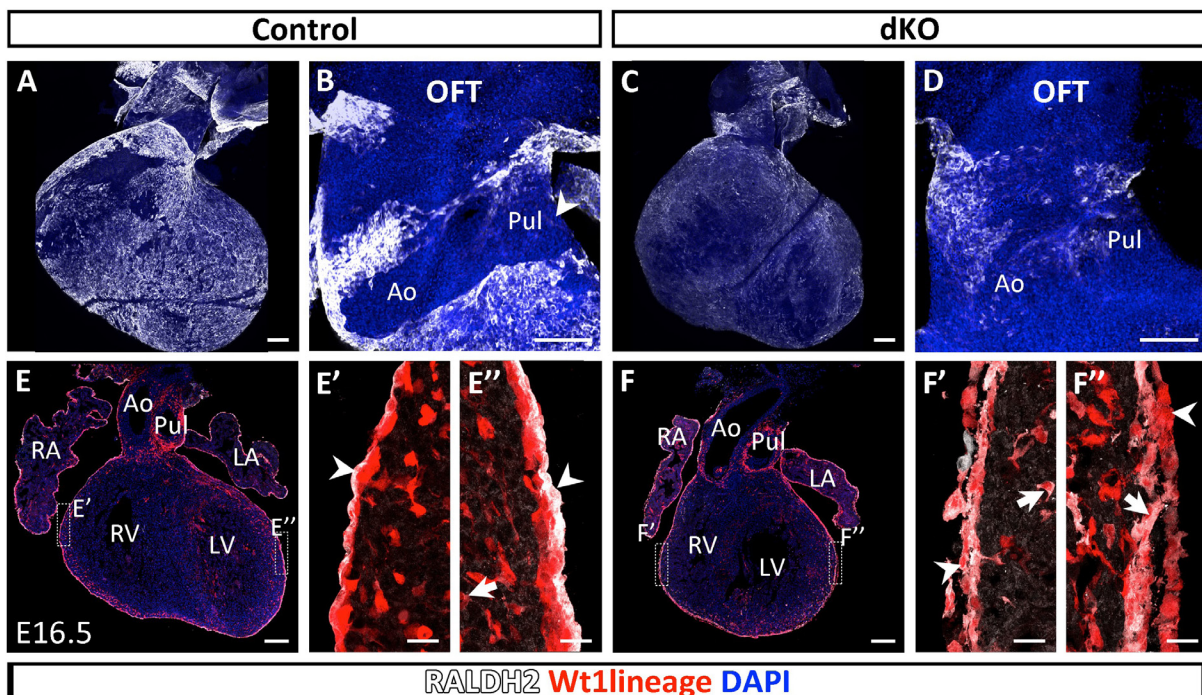 Control
dKO
A
B
OFT
Pul
Ao
C
D
OFT
Pul
Ao
E
Ao
Pul
RA
LA
E'
E''
RV
LV
E16.5
E'
E''
F
Ao
RA
Pul
LA
F'
F''
RV
LV
F'
F''
RALDH2 Wt1lineage DAPI